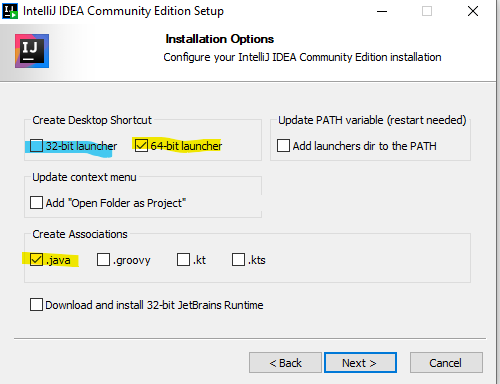 IntelliJ IDEA Community Edition Setup
IJ
Installation Options
Configure your IntelliJ IDEA Community Edition installation
Create Desktop Shortcut
32-bit launcher
64-bit launcher
Update PATH variable (restart needed)
Add launchers dir to the PATH
Update context menu
Add "Open Folder as Project"
Create Associations
.java
.groovy
.kt
.kts
Download and install 32-bit JetBrains Runtime
< Back
Next >
Cancel